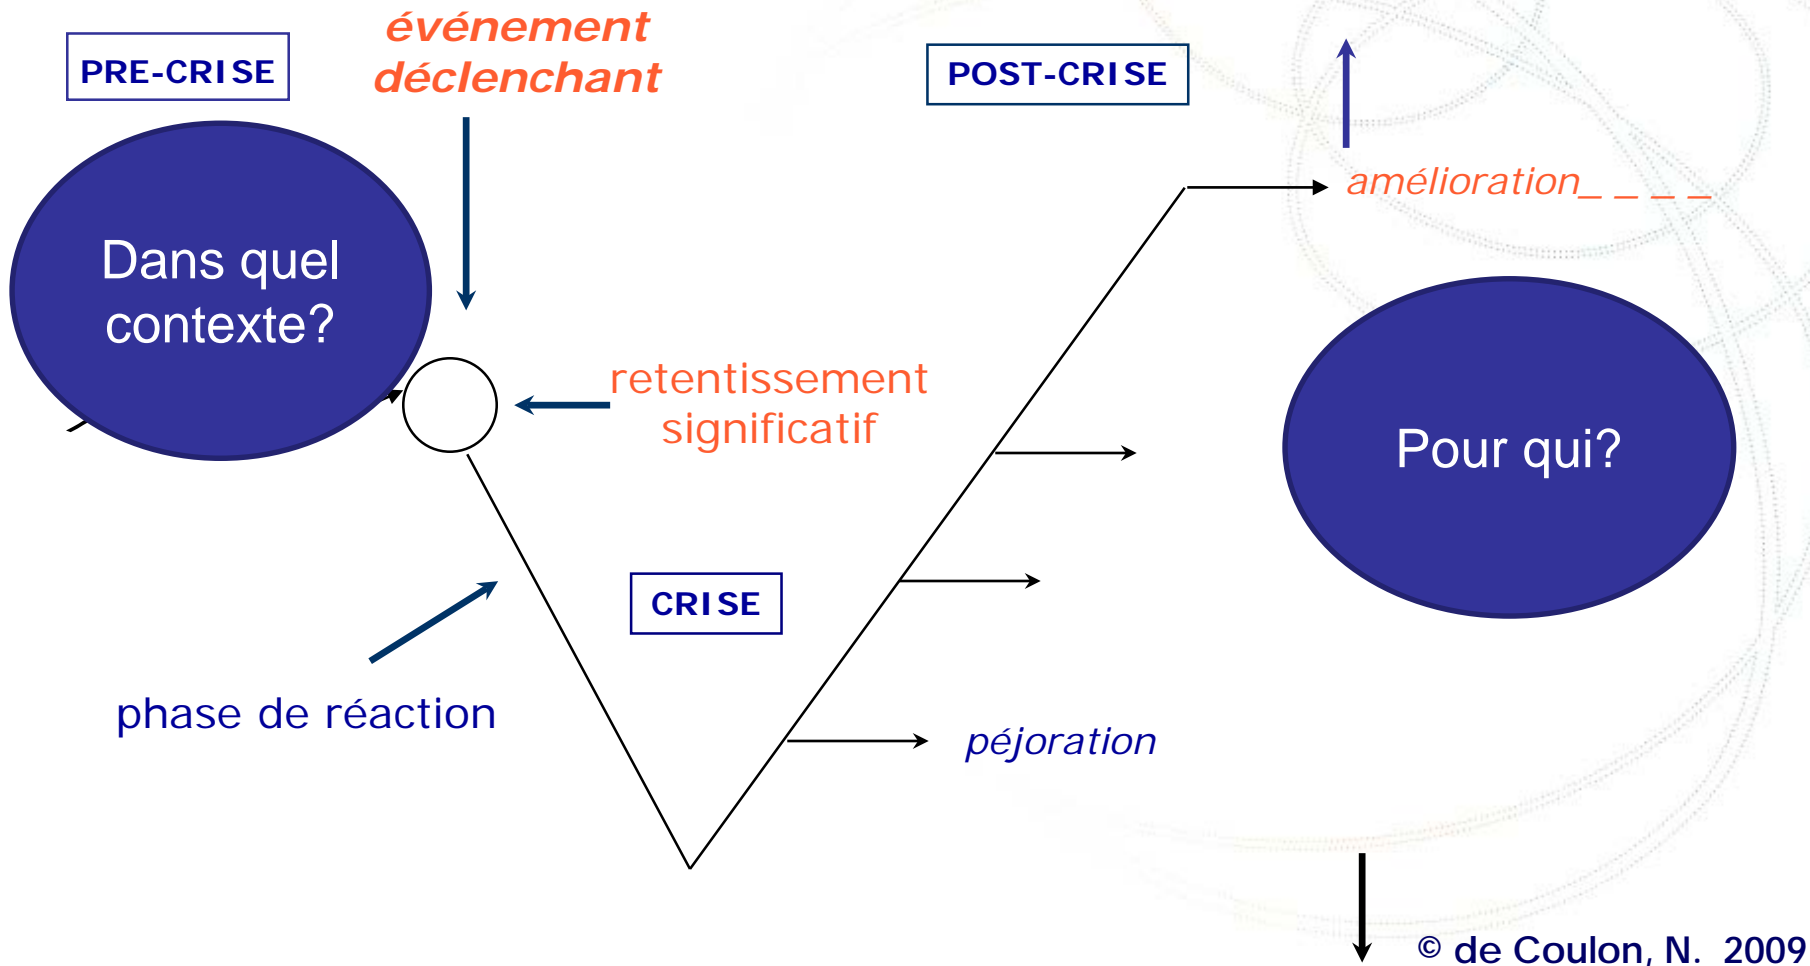 événement
déclenchant
PRE-CRISE
POST-CRISE
amélioration_ _ _ _
Dans quel
contexte?
retentissement
significatif
Pour qui?
CRISE
phase de réaction
péjoration
© de Coulon, N. 2009